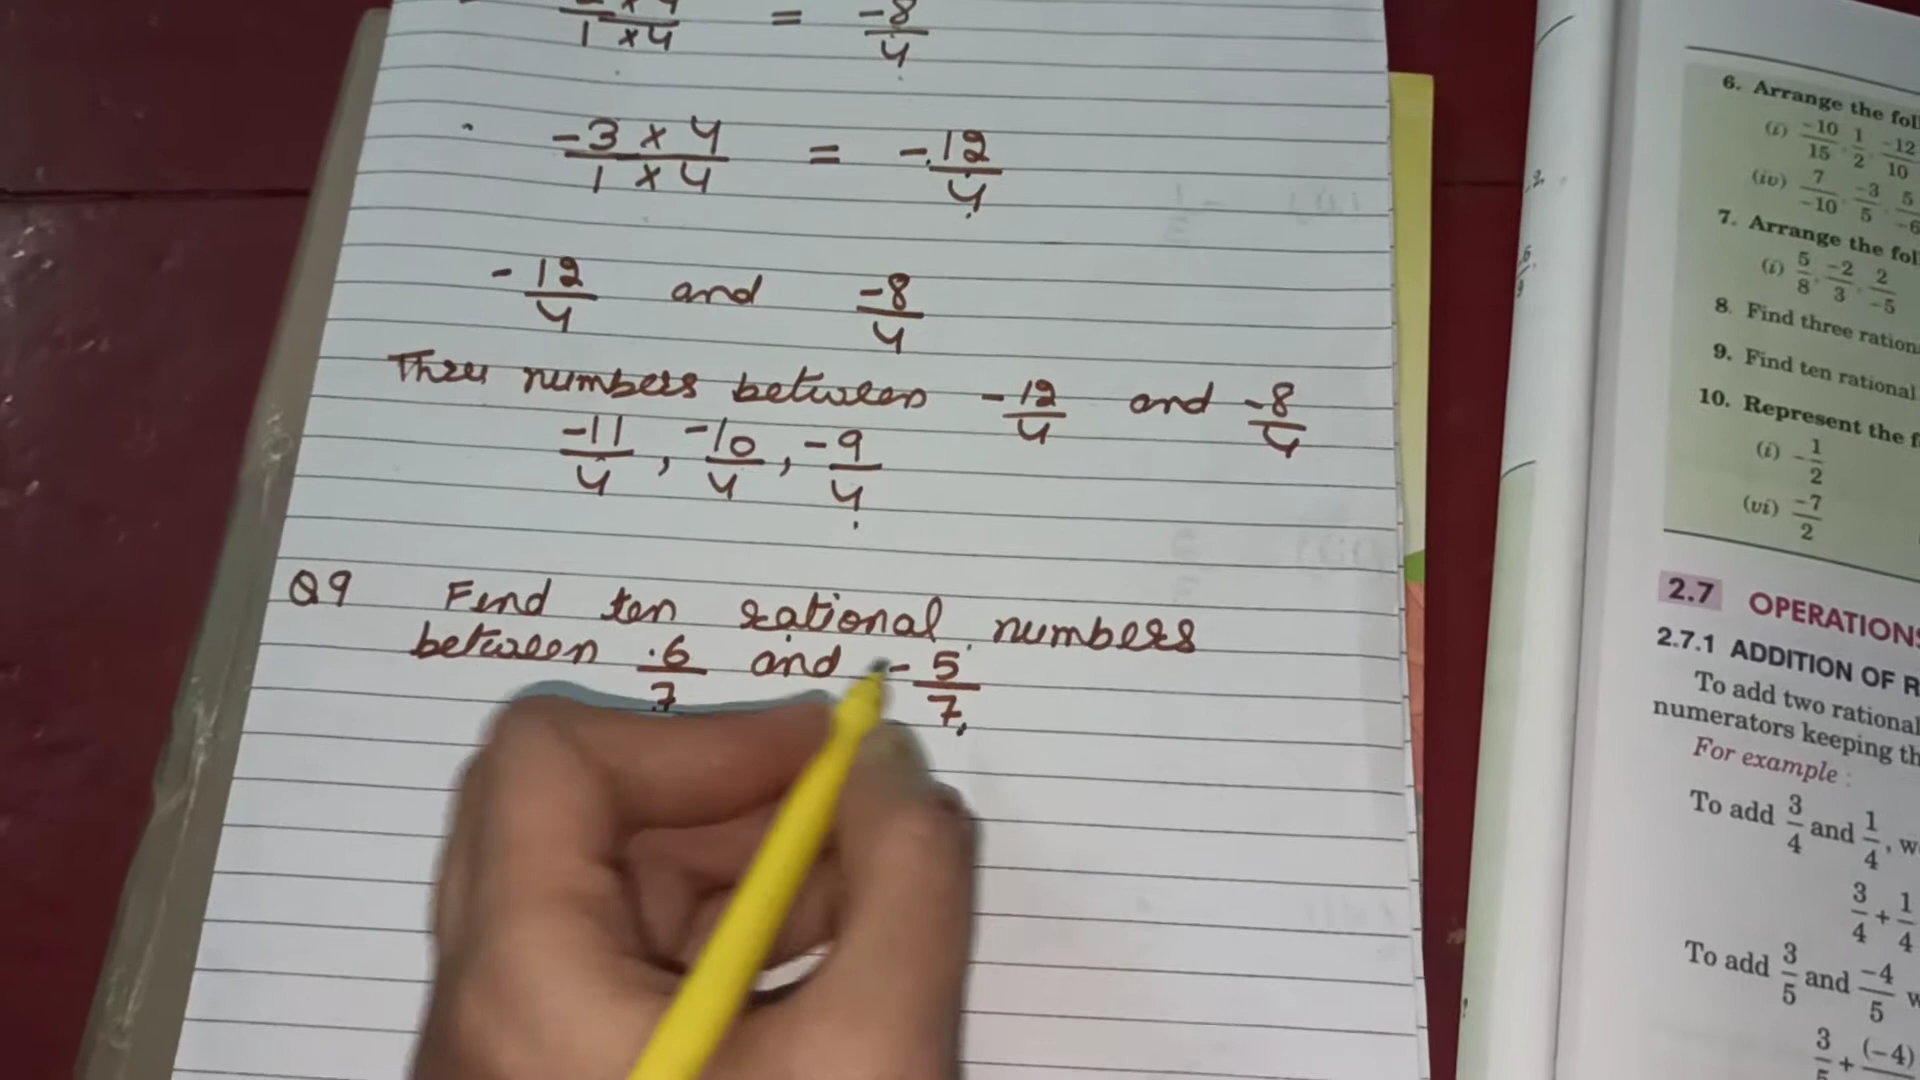 1 × 4 = -8/4
-3 × 4 / 1 × 4 = -12/4
-12/4 and -8/4
Three numbers between -12/4 and -8/4
-11/4 , -10/4 , -9/4
Q9 Find ten rational numbers
between 6/7 and -5/7
6. Arrange the
(i) -10/15, 1/2, -12/10
(iv) 7/-10, -3/5, 5/-6
7. Arrange the
(i) 5/8, -2/3, 2/-5
8. Find three
9. Find ten rational
10. Represent the
(i) -1/2
(vi) -7/2
2.7 OPERATIONS
2.7.1 ADDITION OF
To add two
numerators keeping
For example :
To add 3/4 and 1/4,
3/4 + 1/4
To add 3/5 and -4/5
3/5 + (-4)